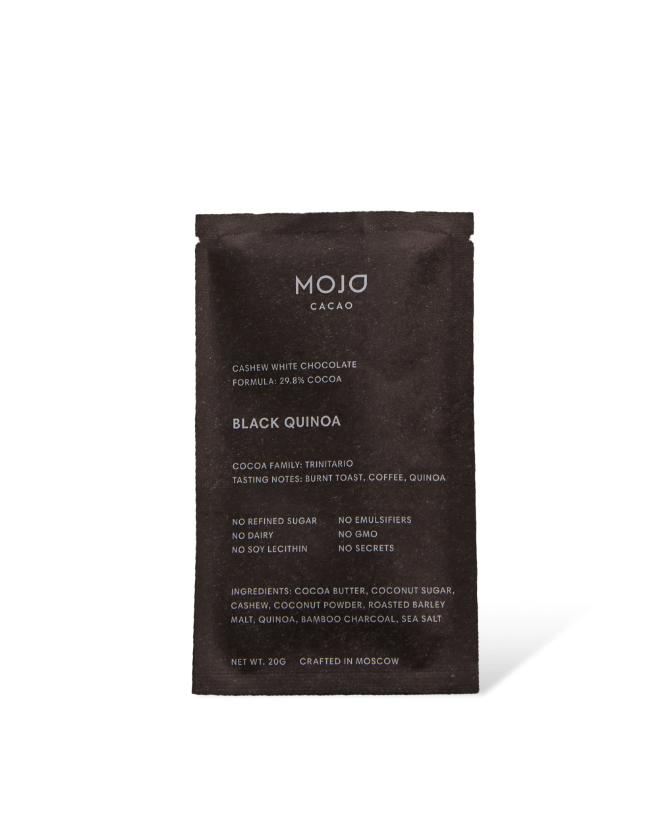 MOJO
CACAO
CASHEW WHITE CHOCOLATE
FORMULA: 29.8% COCOA
BLACK QUINOA
COCOA FAMILY: TRINITARIO
TASTING NOTES: BURNT TOAST, COFFEE, QUINOA
NO REFINED SUGAR NO EMULSIFIERS
NO DAIRY NO GMO
NO SOY LECITHIN NO SECRETS
INGREDIENTS: COCOA BUTTER, COCONUT SUGAR,
CASHEW, COCONUT POWDER, ROASTED BARLEY
MALT, QUINOA, BAMBOO CHARCOAL, SEA SALT
NET WT. 20G CRAFTED IN MOSCOW